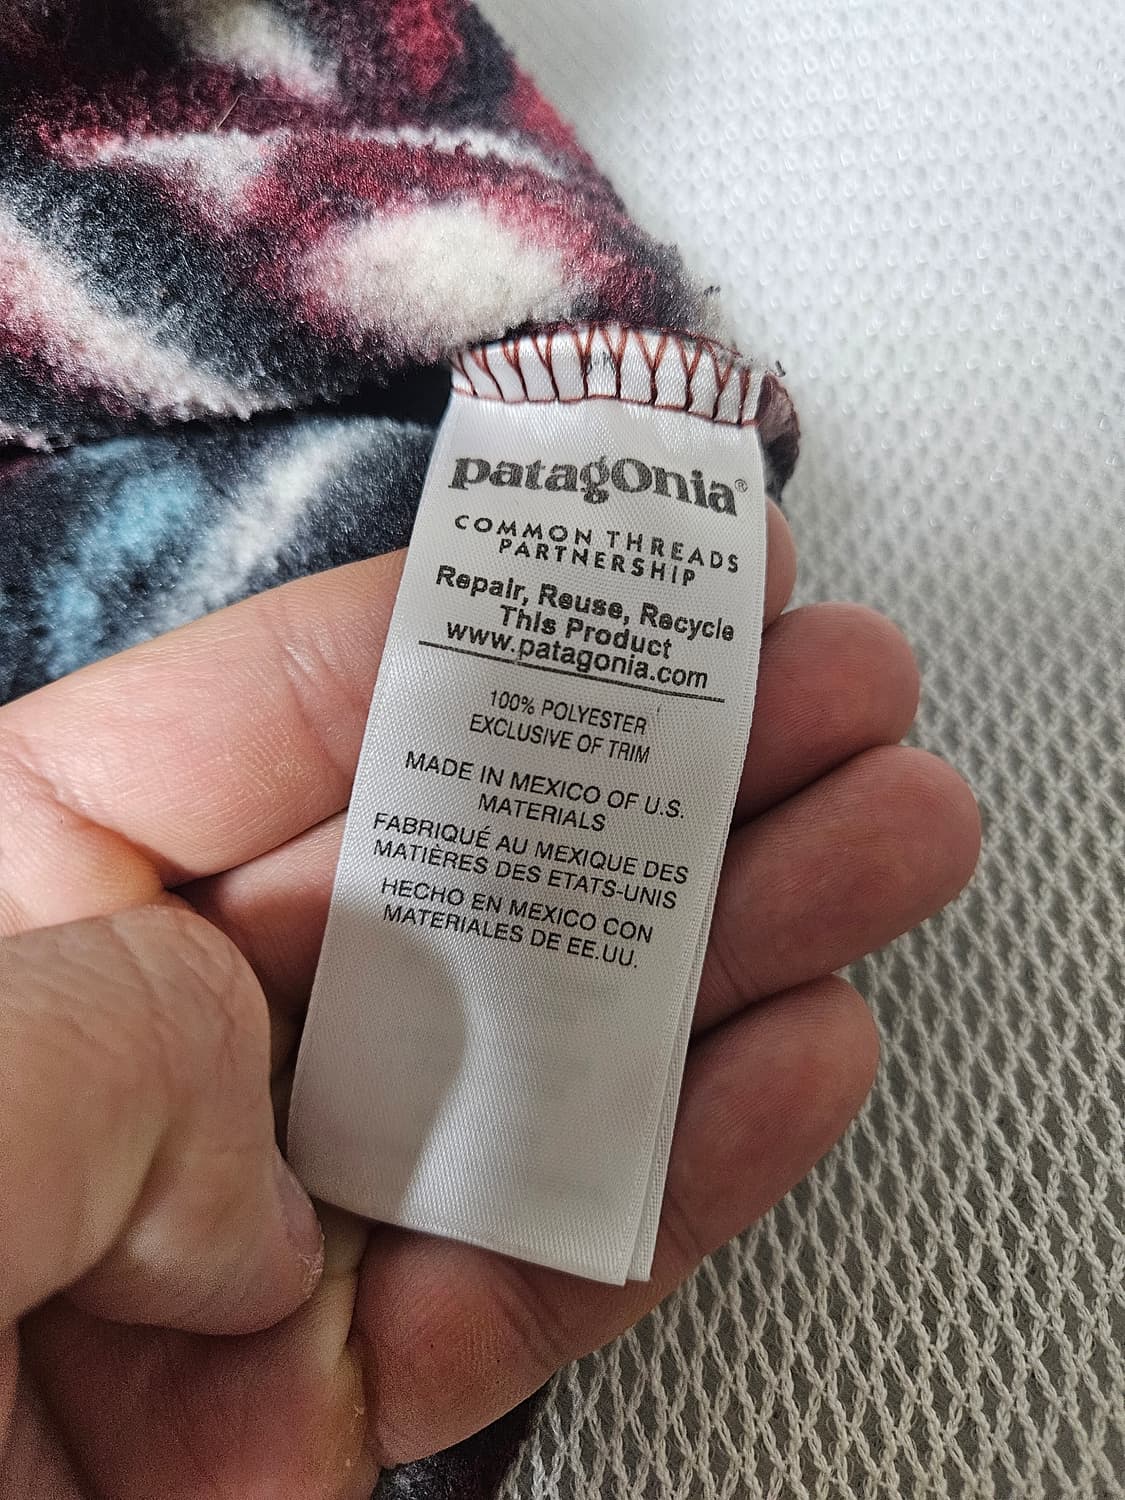 patagonia®
COMMON THREADS
PARTNERSHIP
Repair, Reuse, Recycle
This Product
www.patagonia.com
100% POLYESTER
EXCLUSIVE OF TRIM
MADE IN MEXICO OF U.S.
MATERIALS
FABRIQUÉ AU MEXIQUE DES
MATIÈRES DES ETATS-UNIS
HECHO EN MEXICO CON
MATERIALES DE EE.UU.